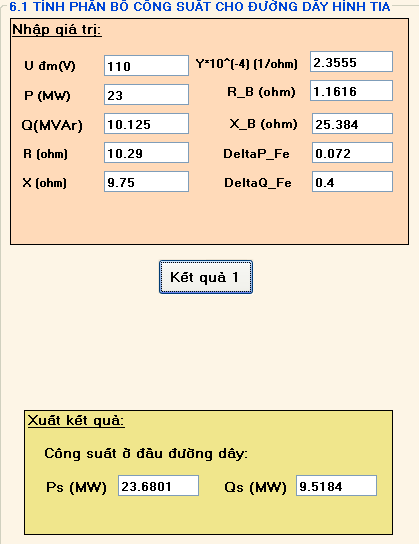 6.1 TÍNH PHÂN BỐ CÔNG SUẤT CHO ĐƯỜNG DÂY HÌNH TIA
Nhập giá trị:
U đm(V) 110 Y*10^(-4) (1/ohm) 2.3555
P (MW) 23 R_B (ohm) 1.1616
Q(MVAr) 10.125 X_B (ohm) 25.384
R (ohm) 10.29 DeltaP_Fe 0.072
X (ohm) 9.75 DeltaQ_Fe 0.4
Kết quả 1
Xuất kết quả:
Công suất ở đầu đường dây:
Ps (MW) 23.6801 Qs (MW) 9.5184